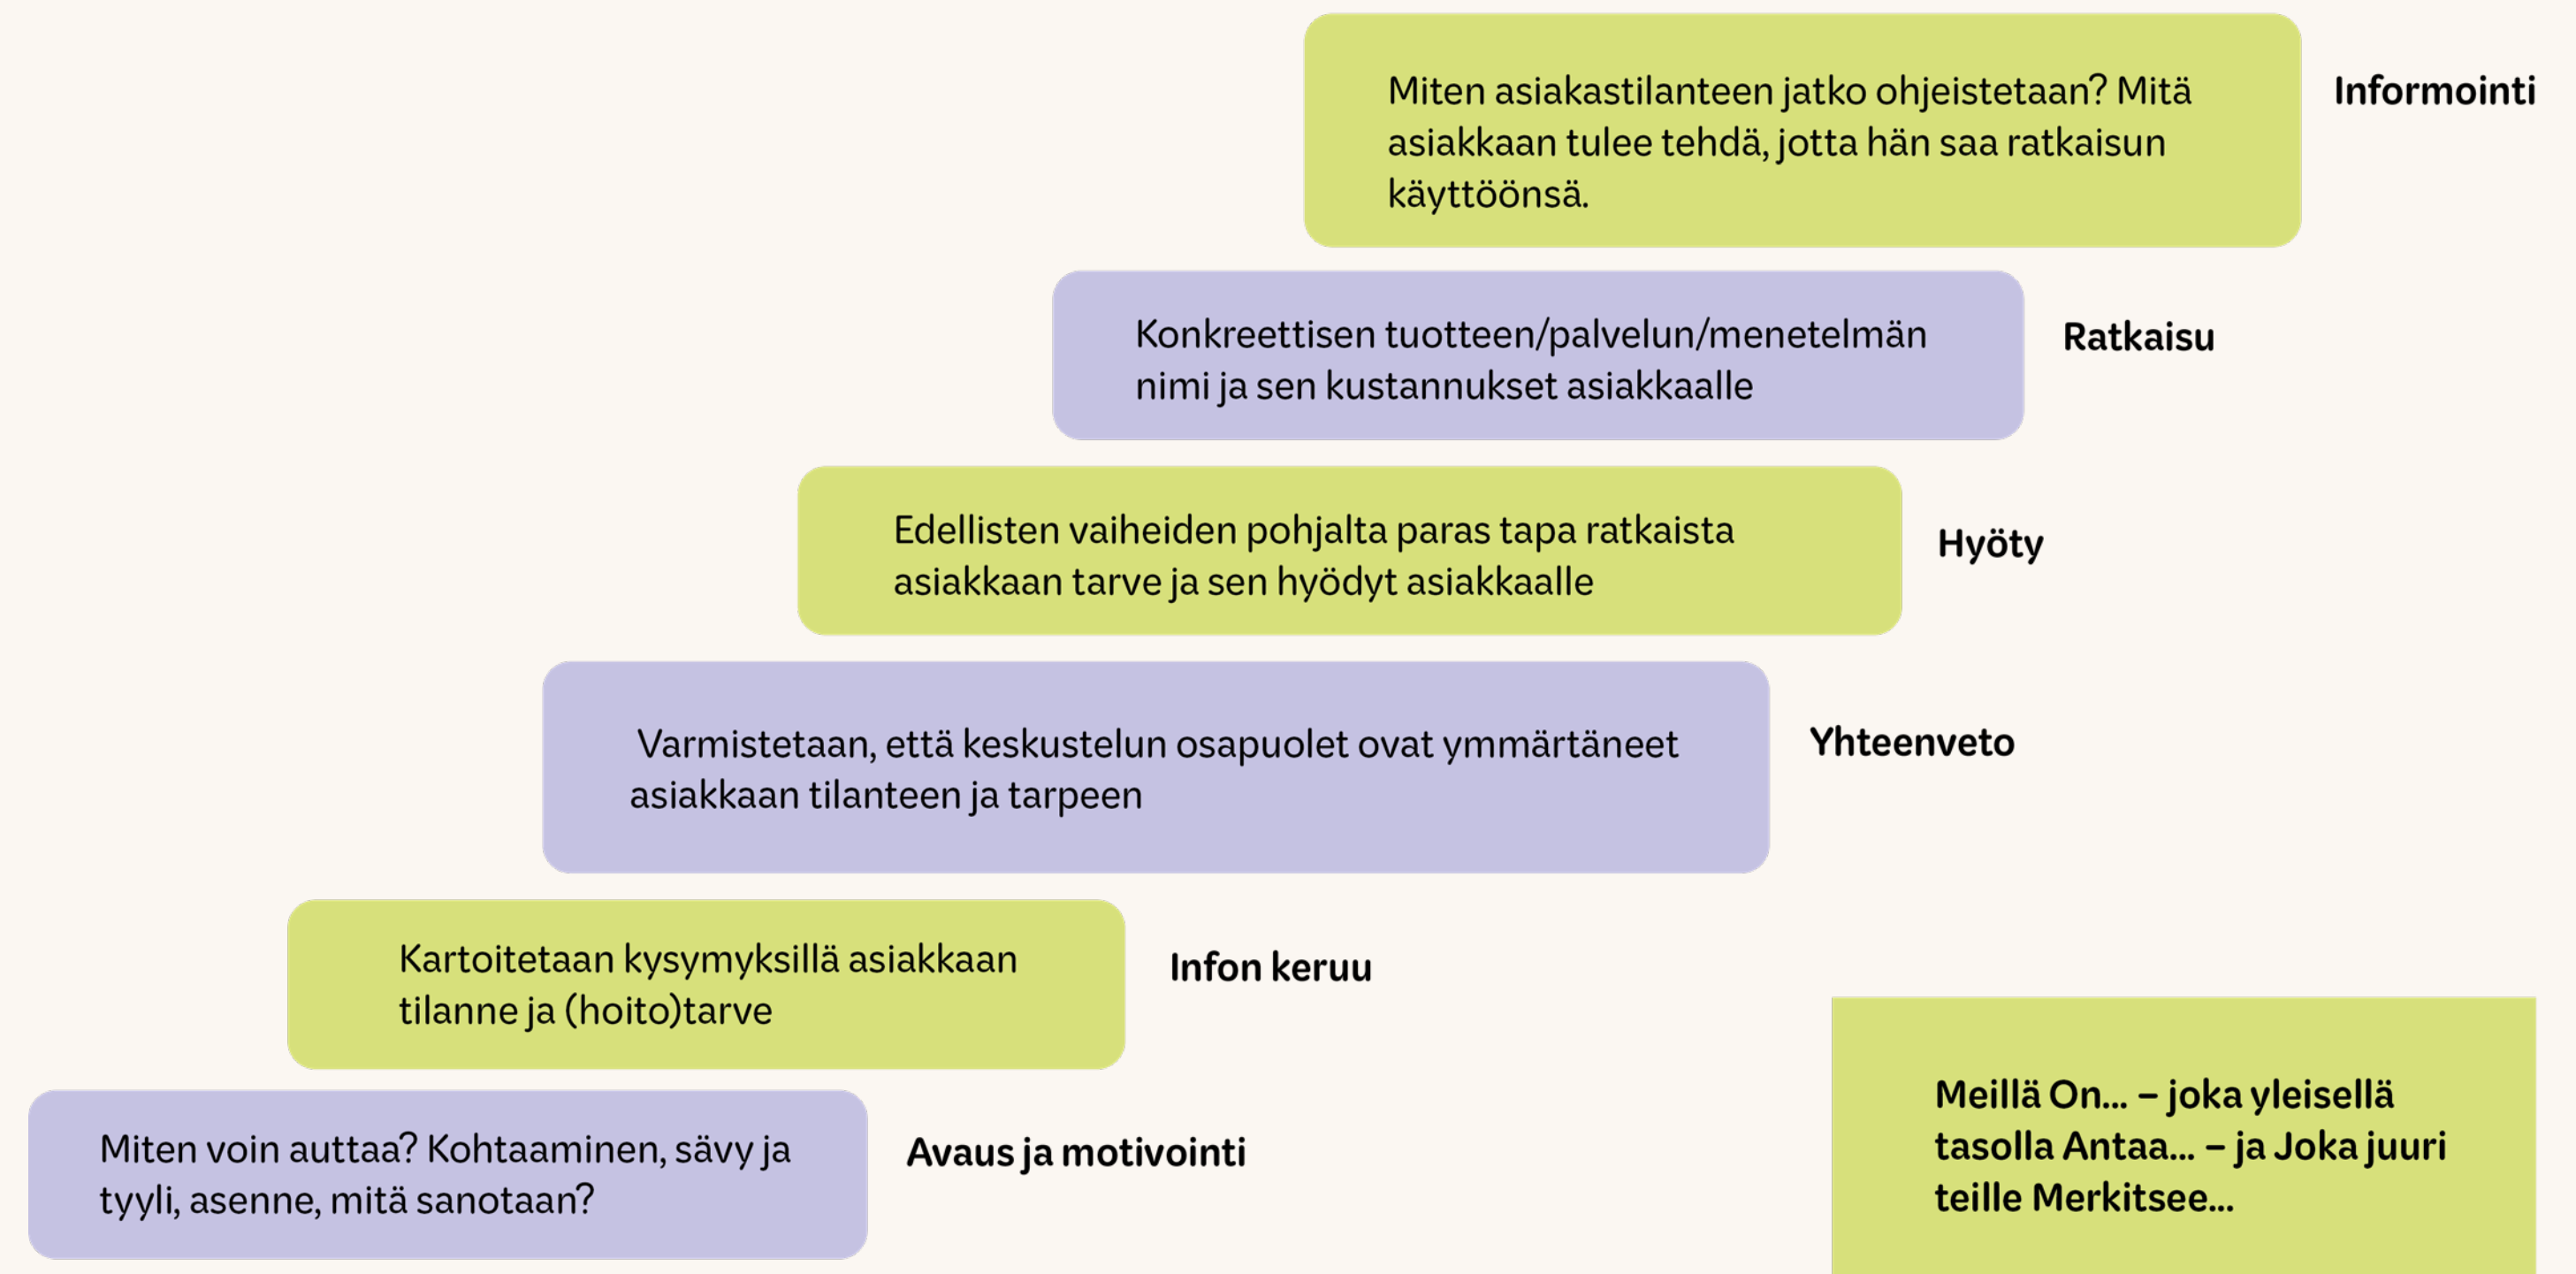 Miten asiakastilanteen jatko ohjeistetaan? Mitä
asiakkaan tulee tehdä, jotta hän saa ratkaisun
käyttöönsä.
Informointi
Konkreettisen tuotteen/palvelun/menetelmän
nimi ja sen kustannukset asiakkaalle
Ratkaisu
Edellisten vaiheiden pohjalta paras tapa ratkaista
asiakkaan tarve ja sen hyödyt asiakkaalle
Hyöty
Varmistetaan, että keskustelun osapuolet ovat ymmärtäneet
asiakkaan tilanteen ja tarpeen
Yhteenveto
Kartoitetaan kysymyksillä asiakkaan
tilanne ja (hoito)tarve
Infon keruu
Miten voin auttaa? Kohtaaminen, sävy ja
tyyli, asenne, mitä sanotaan?
Avaus ja motivointi
Meillä On... – joka yleisellä
tasolla Antaa... – ja Joka juuri
teille Merkitsee...